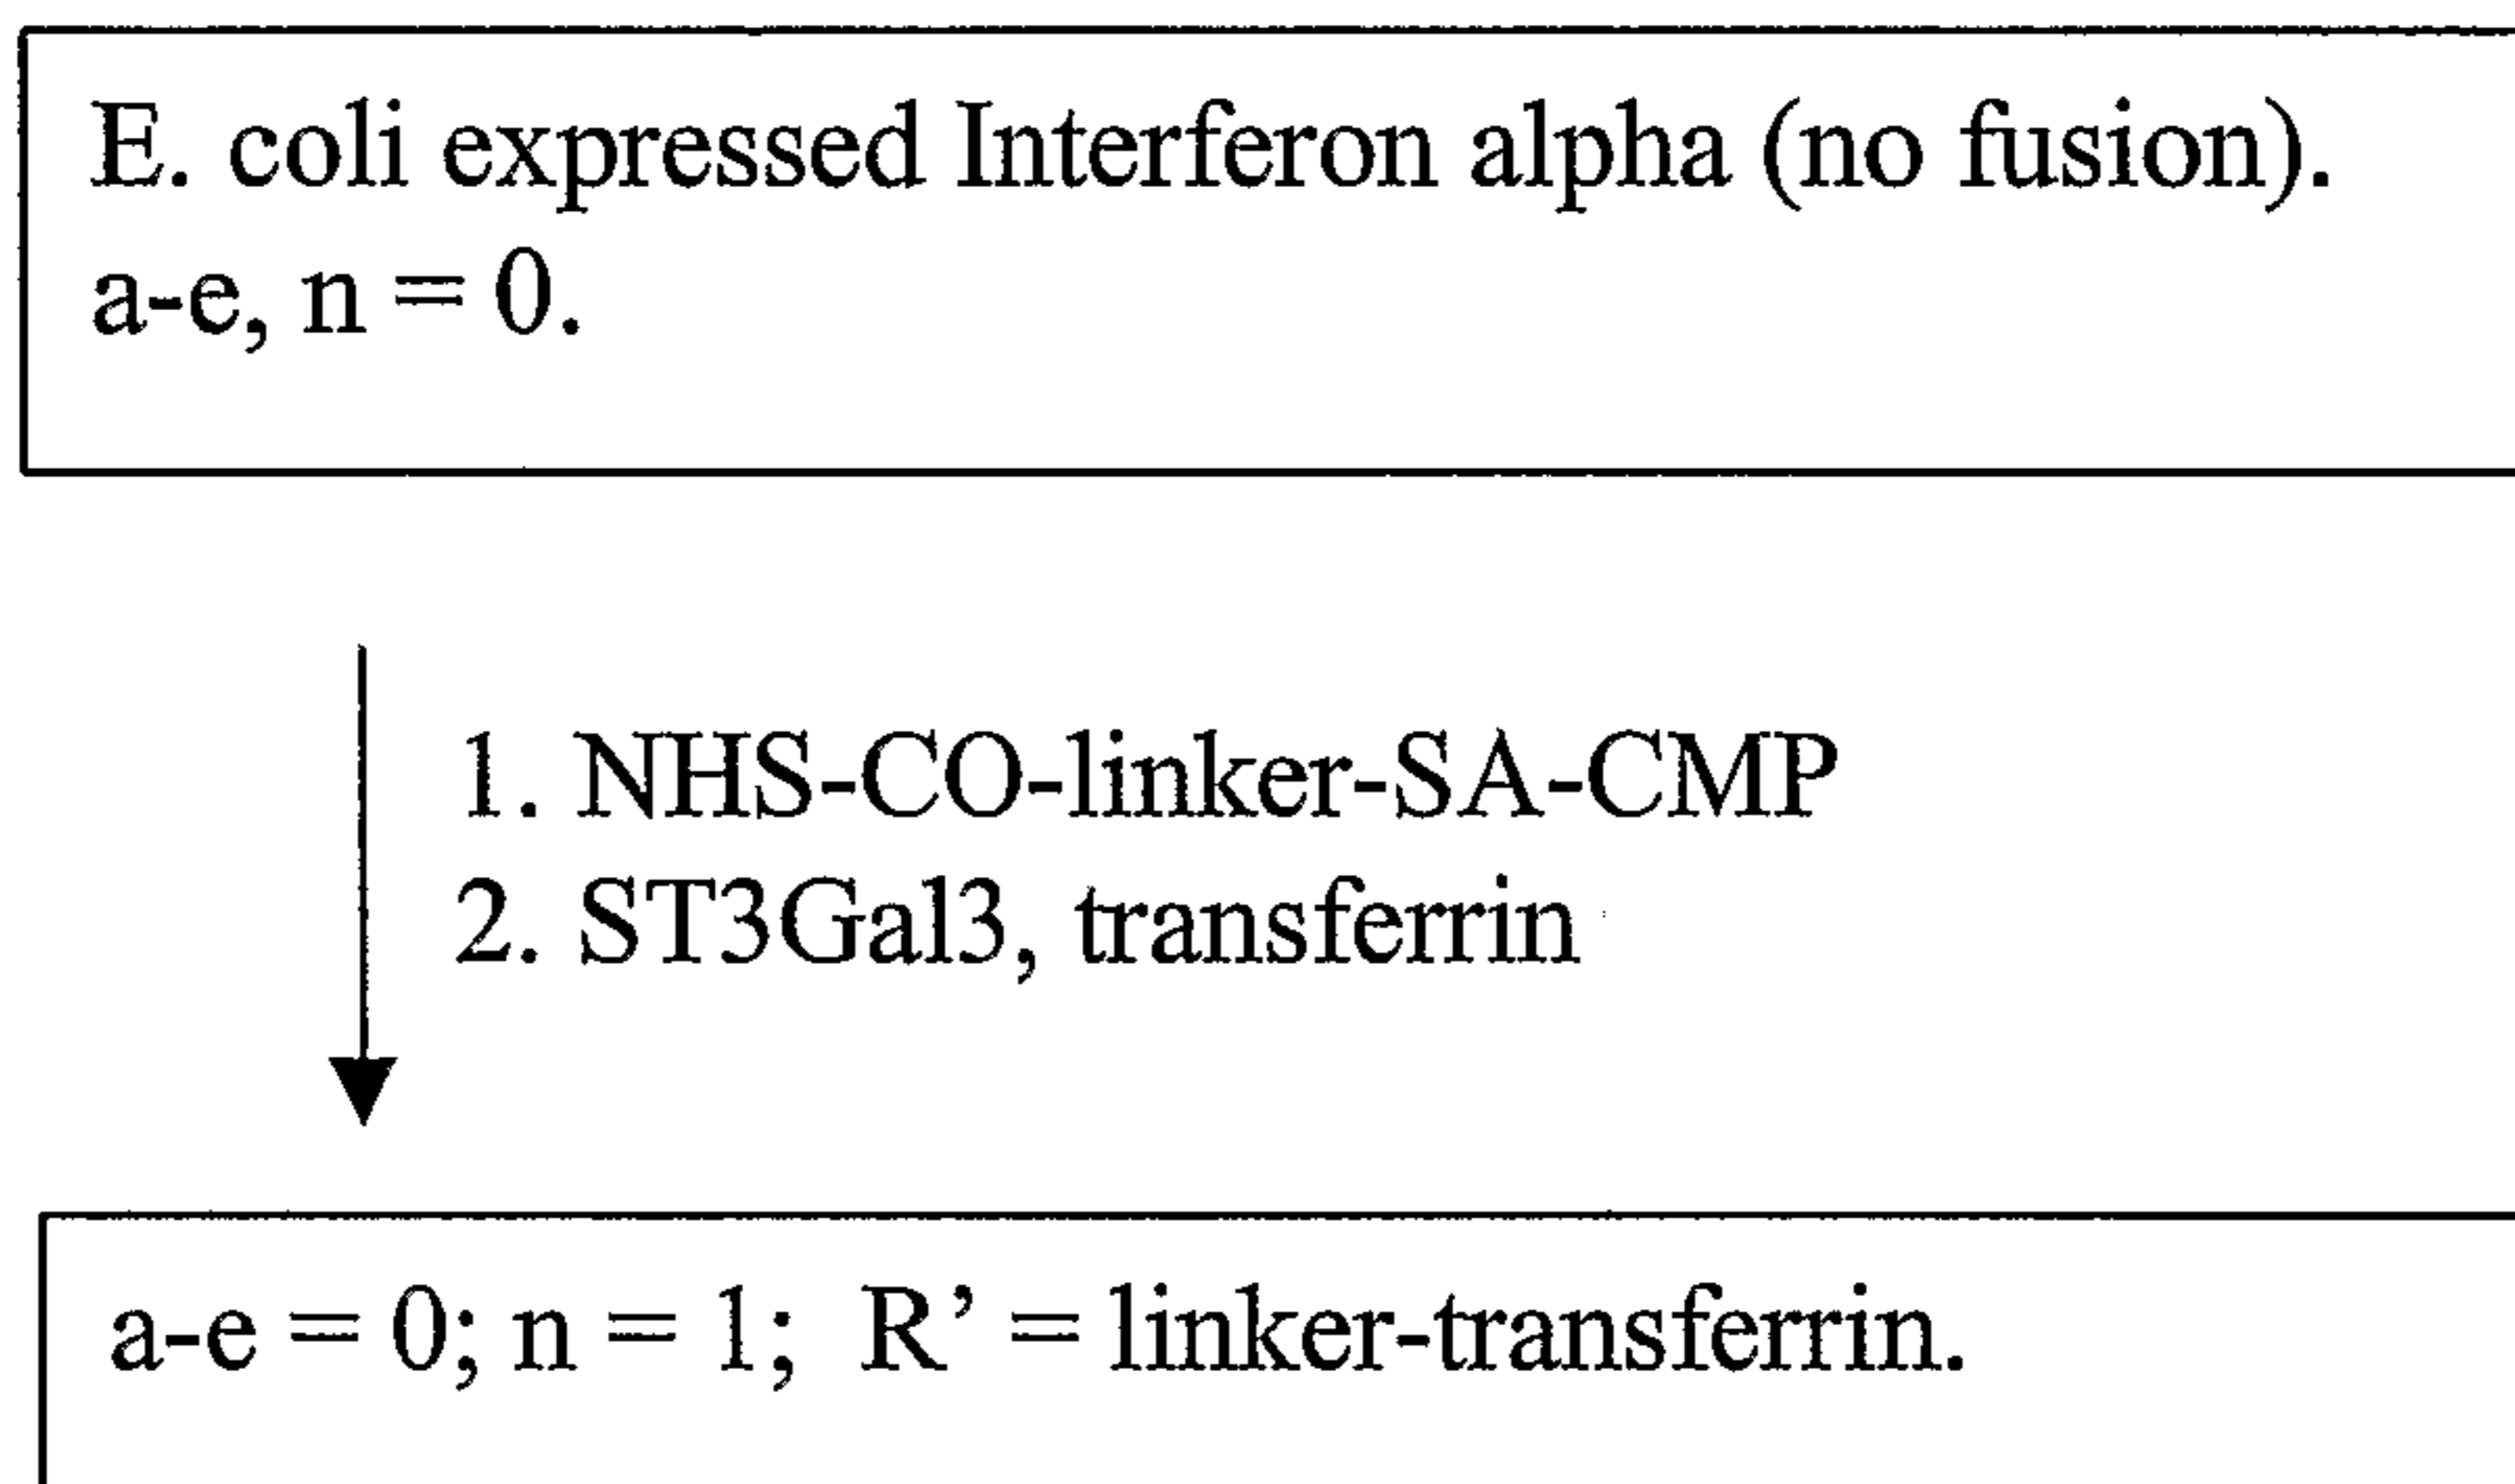 E. coli expressed Interferon alpha (no fusion).
a-e, n = 0.
1. NHS-CO-linker-SA-CMP
2. ST3Gal3, transferrin
a-e = 0; n = 1; R’ = linker-transferrin.